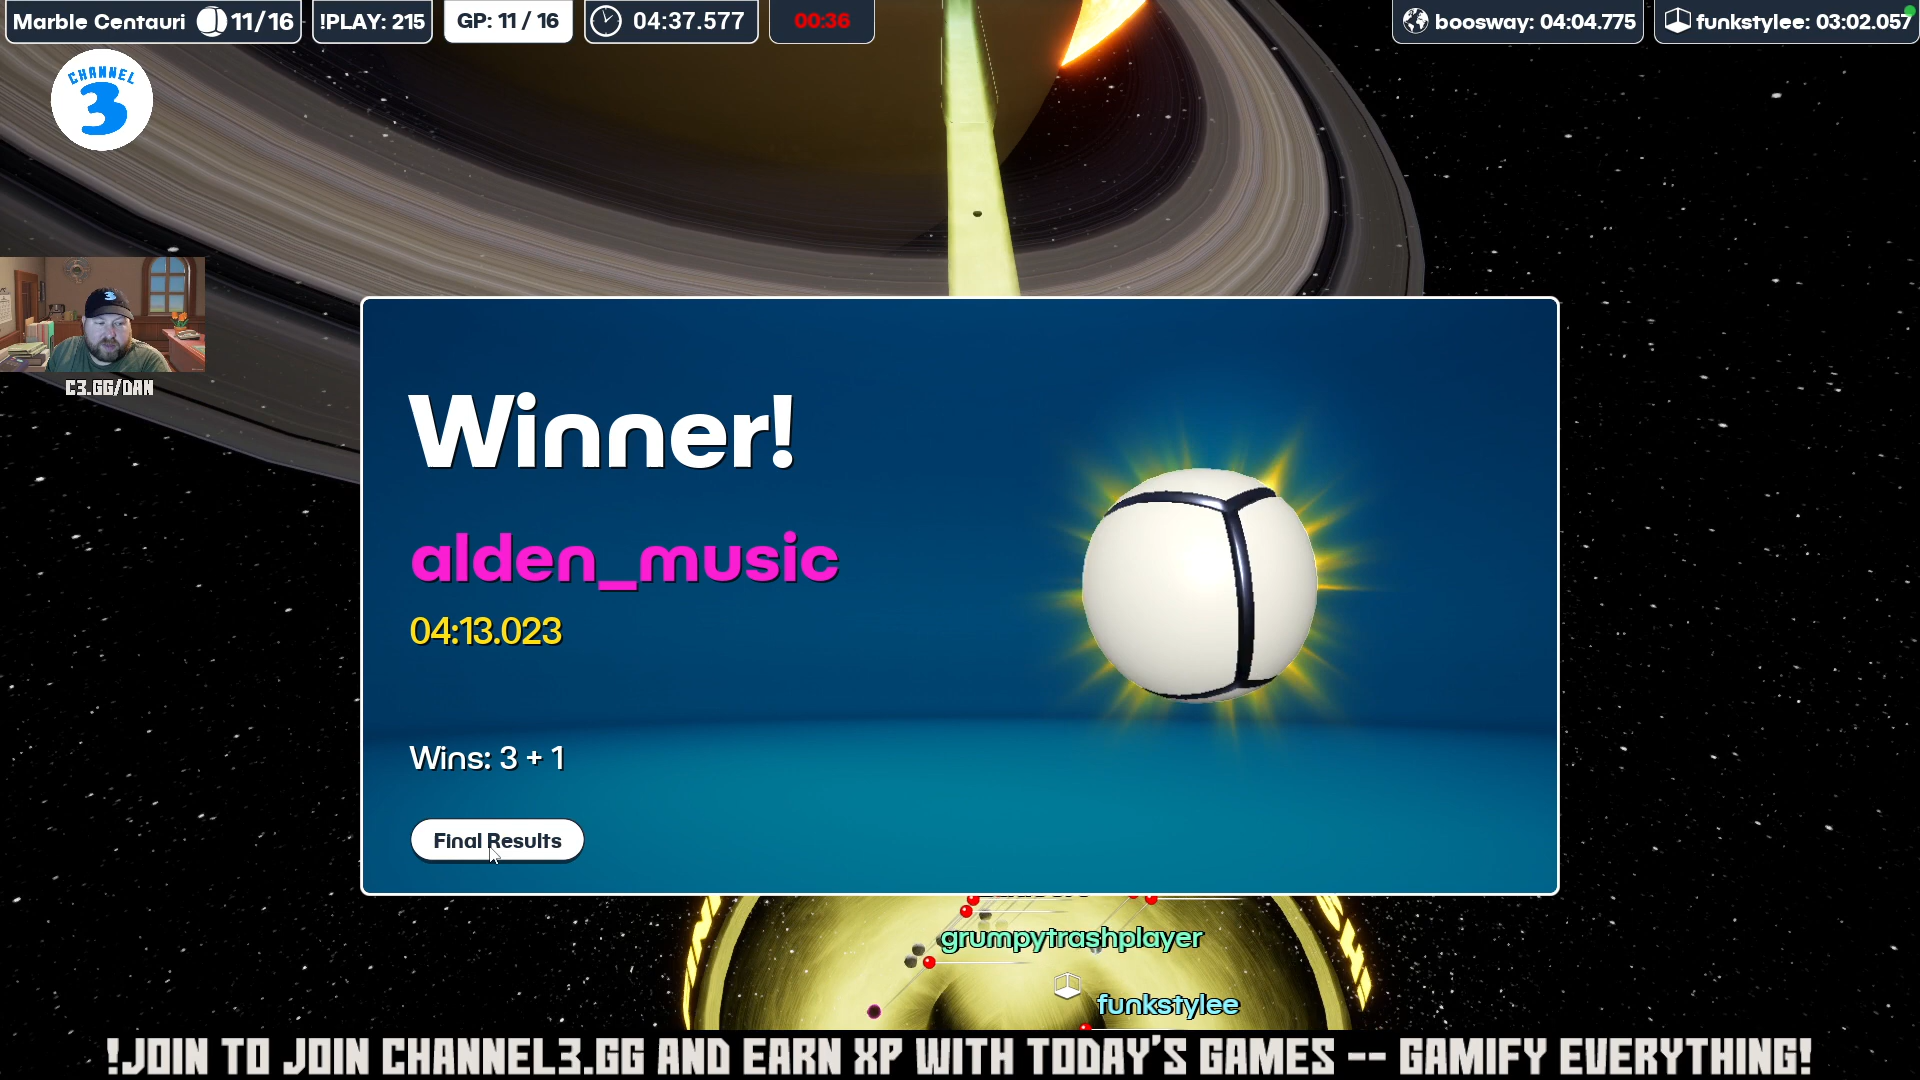 Marble Centauri 11/16
!PLAY: 215
GP: 11 / 16
04:37.577
00:36
boosway: 04:04.775
funkstylee: 03:02.057
CHANNEL
3
3
C3.GG/DAN
Winner!
alden_music
04:13.023
Wins: 3 + 1
Final Results
grumpytrashplayer
funkstylee
!JOIN TO JOIN CHANNEL3.GG AND EARN XP WITH TODAY'S GAMES -- GAMIFY EVERYTHING!